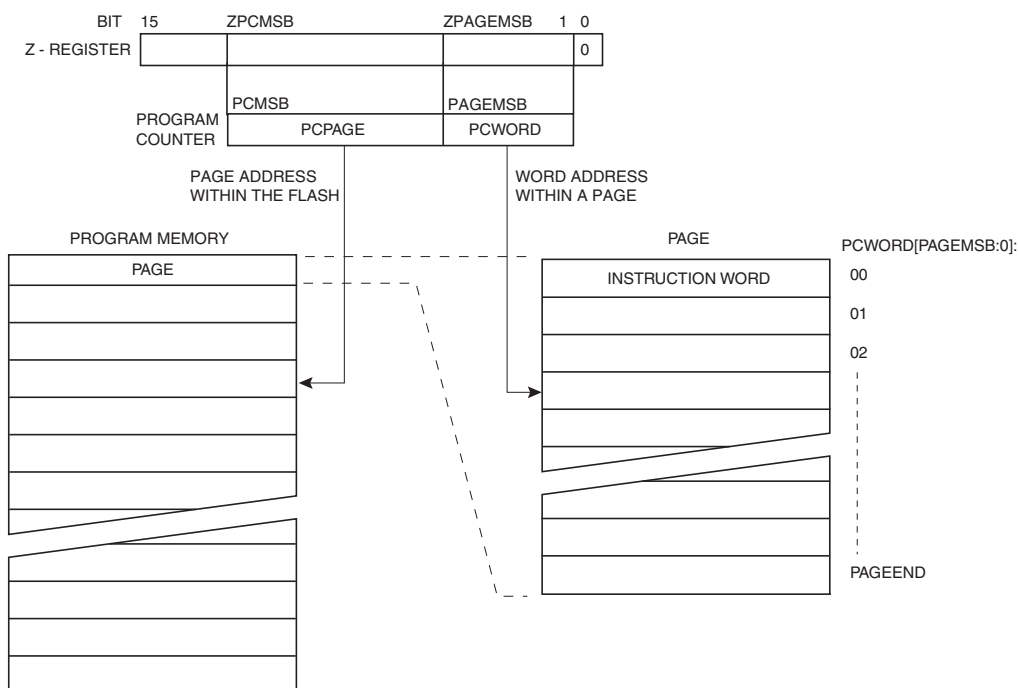 BIT 15 ZPCMSB ZPAGEMSB 1 0
Z - REGISTER 0
PCMSB PAGEMSB
PROGRAM
COUNTER
PCPAGE PCWORD
PAGE ADDRESS
WITHIN THE FLASH
WORD ADDRESS
WITHIN A PAGE
PROGRAM MEMORY
PAGE
PAGE
PCWORD[PAGEMSB:0]:
INSTRUCTION WORD
00
01
02
PAGEEND